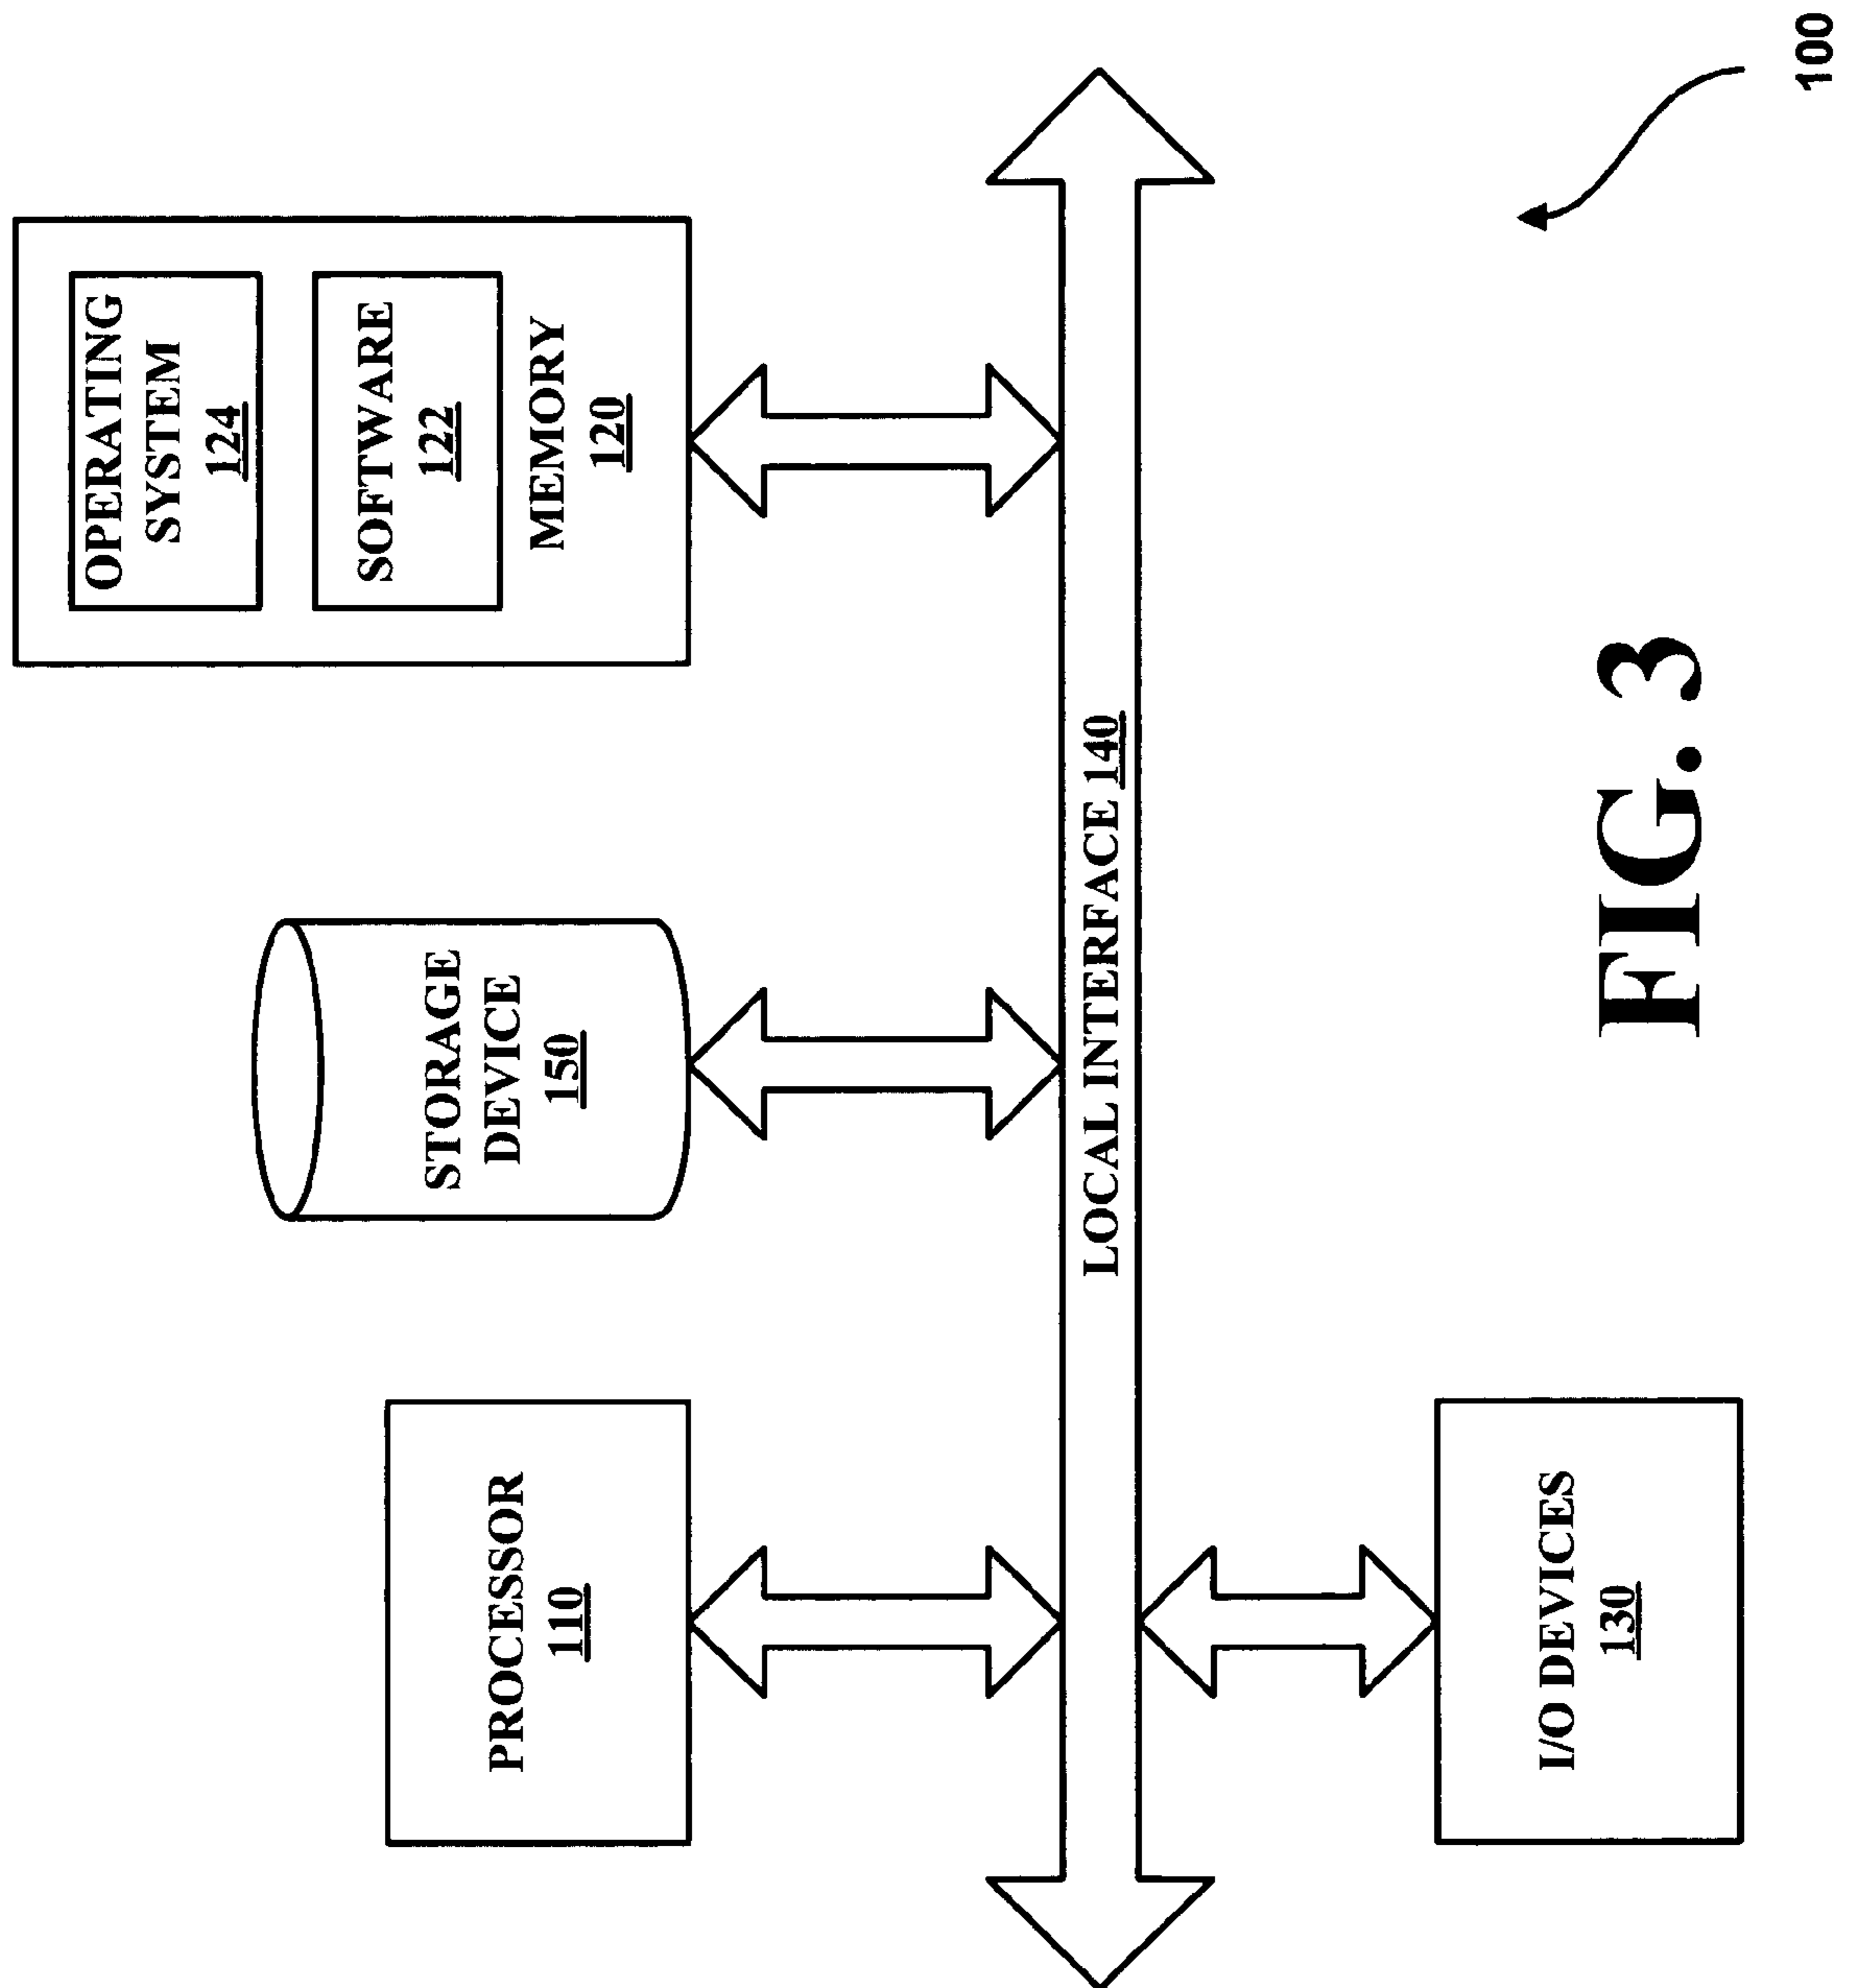 OPERATING
SYSTEM
124
SOFTWARE
122
MEMORY
120
STORAGE
DEVICE
150
PROCESSOR
110
LOCAL INTERFACE 140
I/O DEVICES
130
FIG. 3
100